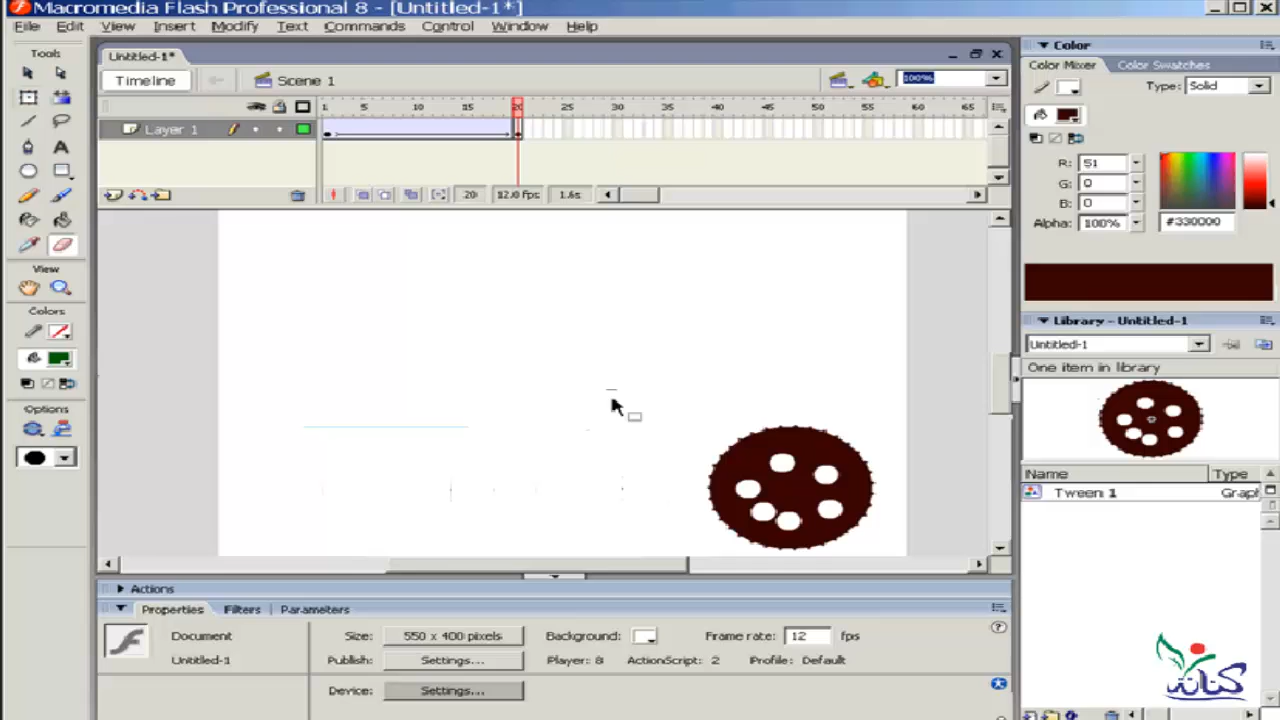 Macromedia Flash Professional 8 - [Untitled-1*]
File Edit View Insert Modify Text Commands Control Window Help
Tools
View
Colors
Options
Untitled-1*
Timeline
Scene 1
100%
1 5 10 15 20 25 30 35 40 45 50 55 60 65
Layer 1
20 12.0 fps 1.6s
Actions
Properties Filters Parameters
Document
Untitled-1
Size: 550 x 400 pixels Background: Frame rate: 12 fps
Publish: Settings... Player: 8 ActionScript: 2 Profile: Default
Device: Settings...
Color
Color Mixer Color Swatches
Type: Solid
R: 51
G: 0
B: 0
Alpha: 100% #330000
Library - Untitled-1
Untitled-1
One item in library
Name Type
Tween 1 Graph